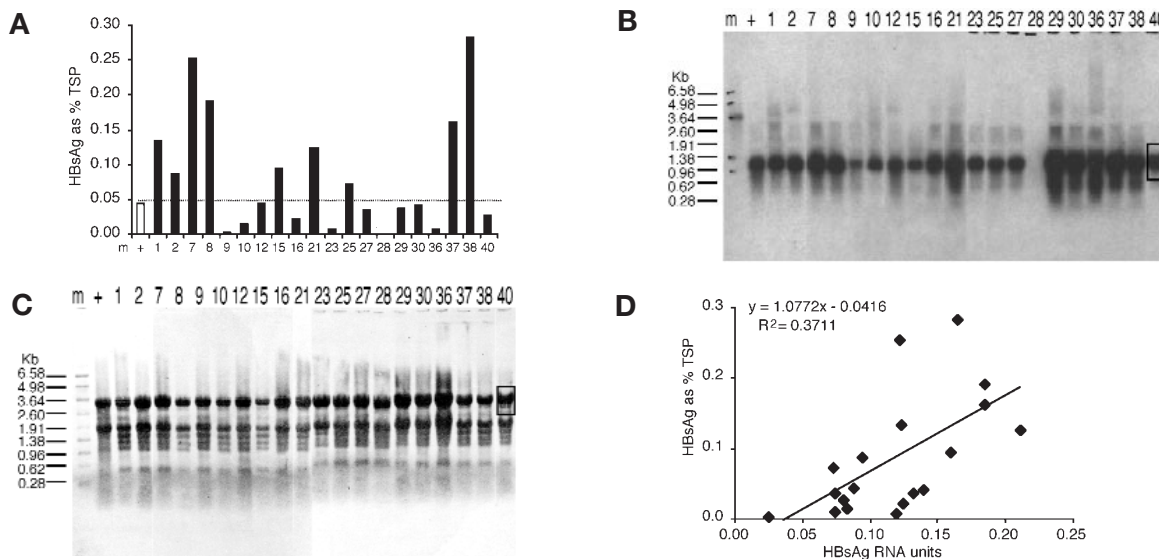 A
HBsAg as % TSP
0.30
0.25
0.20
0.15
0.10
0.05
0.00
m + 1 2 7 8 9 10 12 15 16 21 23 25 27 28 29 30 36 37 38 40
B
m + 1 2 7 8 9 10 12 15 16 21 23 25 27 28 29 30 36 37 38 40
Kb
6.58
4.98
3.64
2.60
1.91
1.38
0.96
0.62
0.28
C
m + 1 2 7 8 9 10 12 15 16 21 23 25 27 28 29 30 36 37 38 40
Kb
6.58
4.98
3.64
2.60
1.91
1.38
0.96
0.62
0.28
D
y = 1.0772x - 0.0416
R²= 0.3711
HBsAg as % TSP
0.3
0.2
0.1
0.0
0.00 0.05 0.10 0.15 0.20 0.25
HBsAg RNA units